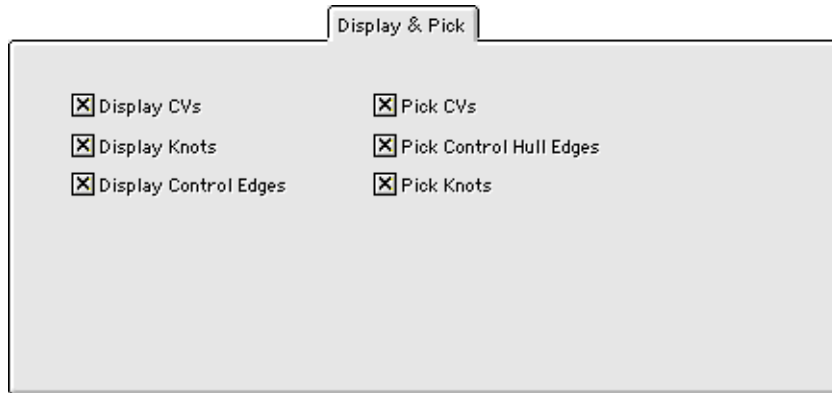 Display & Pick
Display CVs
Pick CVs
Display Knots
Pick Control Hull Edges
Display Control Edges
Pick Knots